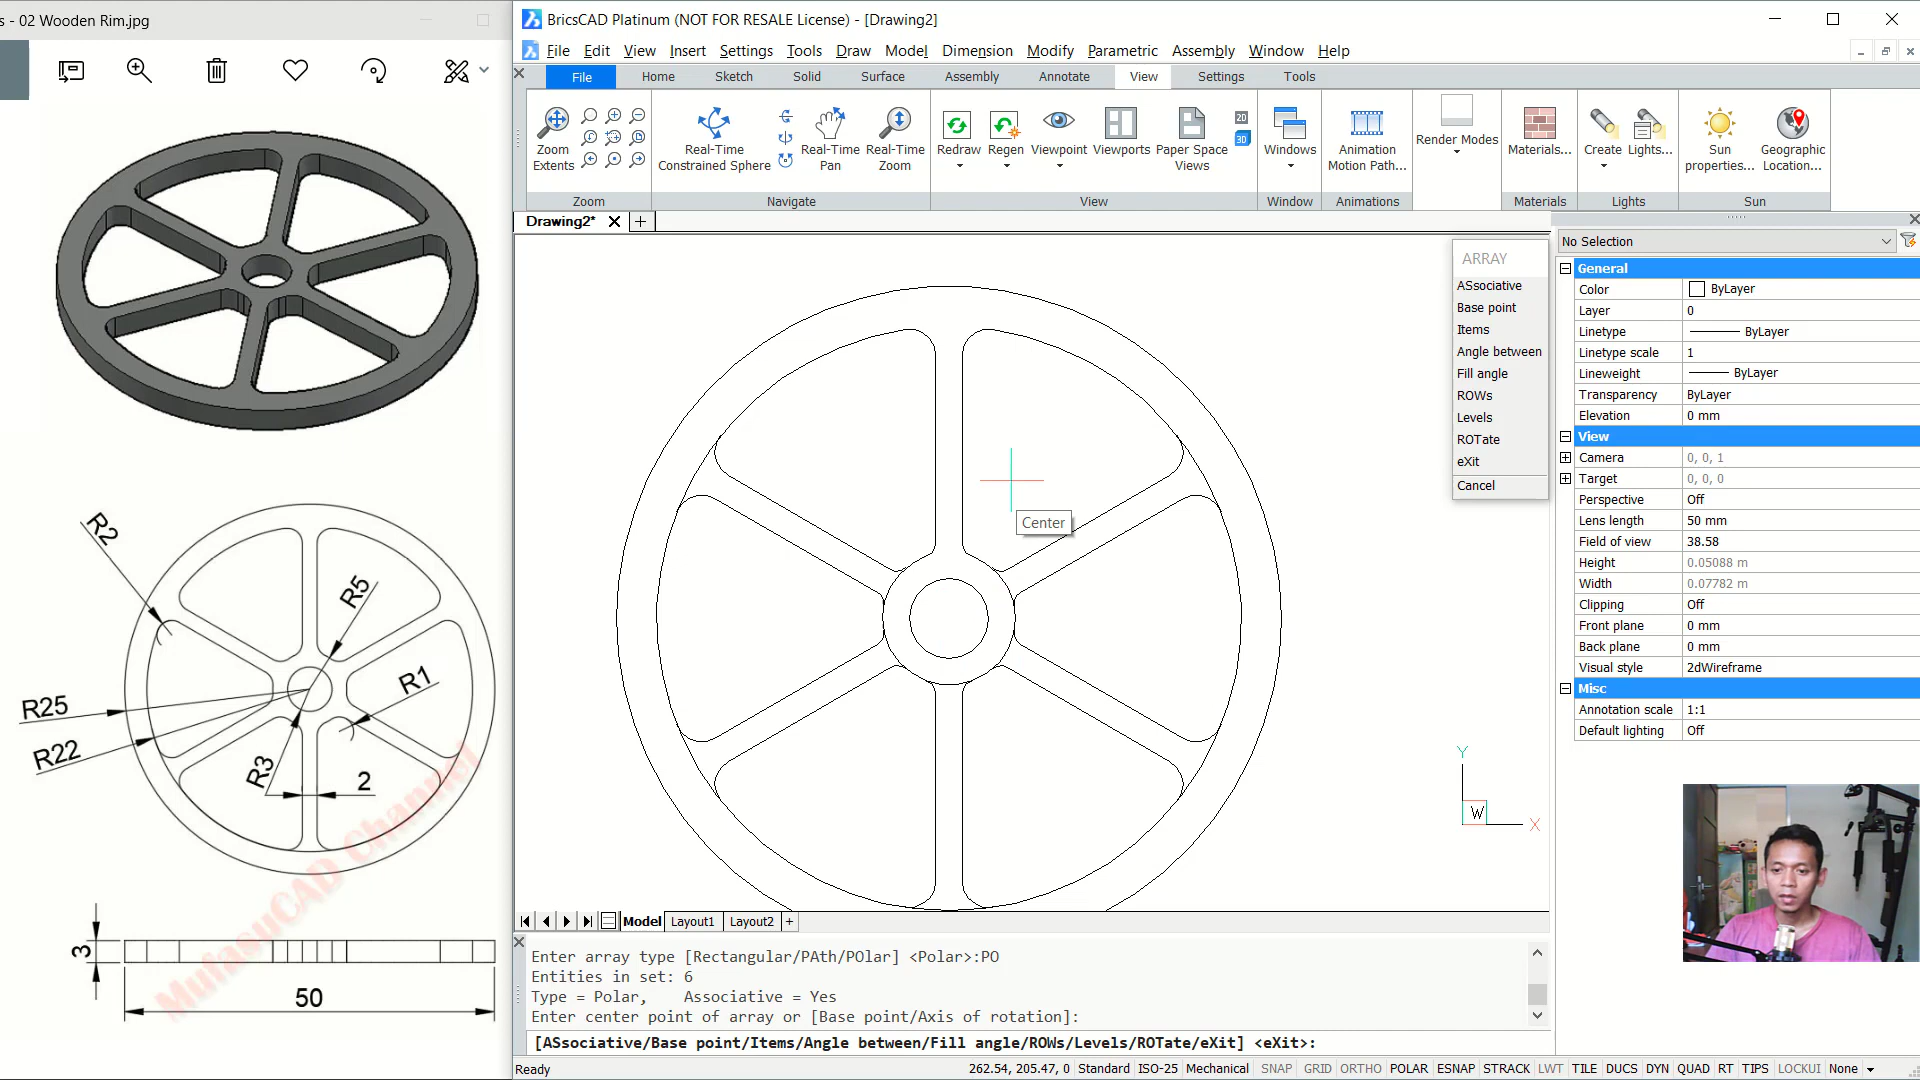 s - 02 Wooden Rim.jpg
R2
R5
R1
R25
R22
R3
2
3
50
MufasuCAD Channel
BricsCAD Platinum (NOT FOR RESALE License) - [Drawing2]
File Edit View Insert Settings Tools Draw Model Dimension Modify Parametric Assembly Window Help
File Home Sketch Solid Surface Assembly Annotate View Settings Tools
Zoom Extents
Real-Time Constrained Sphere
Real-Time Pan
Real-Time Zoom
Redraw
Regen
Viewpoint
Viewports
Paper Space Views
2D
3D
Windows
Animation Motion Path...
Render Modes
Materials...
Create
Lights...
Sun properties...
Geographic Location...
Zoom Navigate View Window Animations Materials Lights Sun
Drawing2*
ARRAY
ASsociative
Base point
Items
Angle between
Fill angle
ROWs
Levels
ROTate
eXit
Cancel
Center
Y
W
X
No Selection
General
Color ByLayer
Layer 0
Linetype ByLayer
Linetype scale 1
Lineweight ByLayer
Transparency ByLayer
Elevation 0 mm
View
Camera 0, 0, 1
Target 0, 0, 0
Perspective Off
Lens length 50 mm
Field of view 38.58
Height 0.05088 m
Width 0.07782 m
Clipping Off
Front plane 0 mm
Back plane 0 mm
Visual style 2dWireframe
Misc
Annotation scale 1:1
Default lighting Off
Model Layout1 Layout2
Enter array type [Rectangular/PAth/POlar] <Polar>:PO
Entities in set: 6
Type = Polar, Associative = Yes
Enter center point of array or [Base point/Axis of rotation]:
[ASsociative/Base point/Items/Angle between/Fill angle/ROWs/Levels/ROTate/eXit] <eXit>:
Ready 262.54, 205.47, 0 Standard ISO-25 Mechanical SNAP GRID ORTHO POLAR ESNAP STRACK LWT TILE DUCS DYN QUAD RT TIPS LOCKUI None